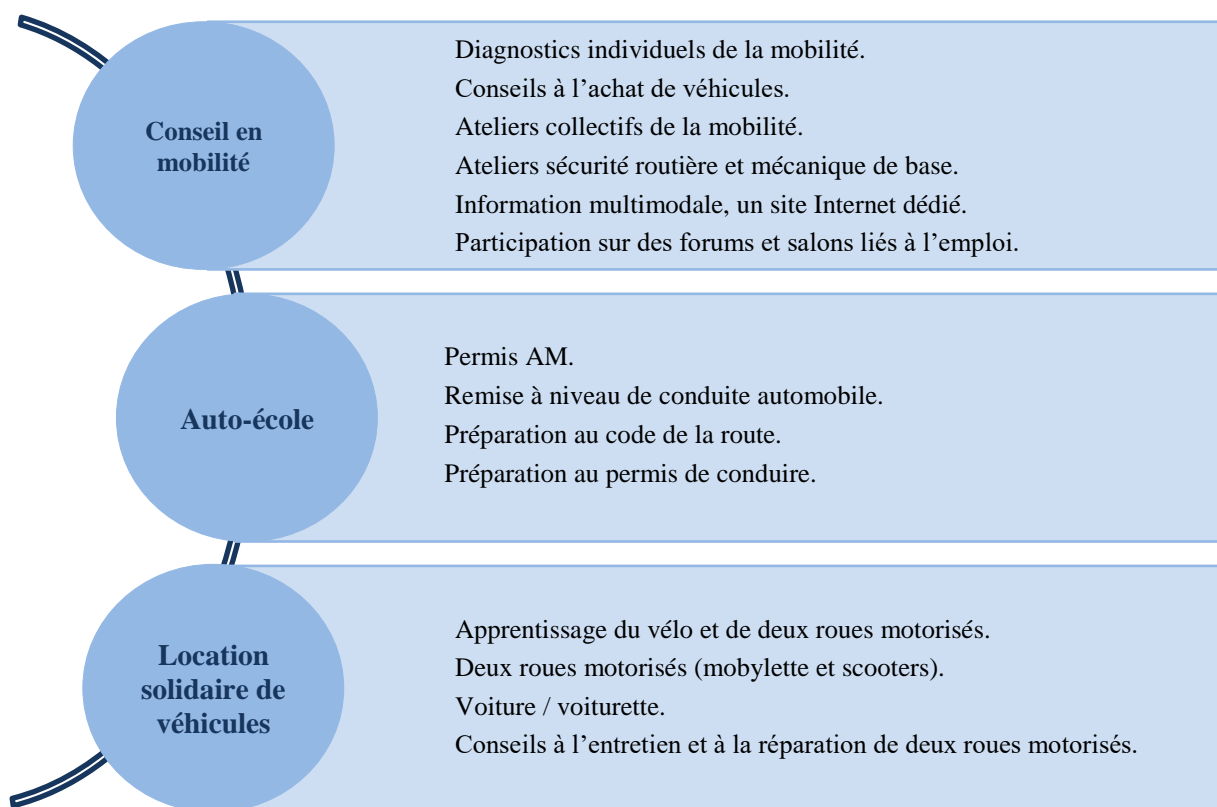 Conseil en
mobilité
Diagnostics individuels de la mobilité.
Conseils à l’achat de véhicules.
Ateliers collectifs de la mobilité.
Ateliers sécurité routière et mécanique de base.
Information multimodale, un site Internet dédié.
Participation sur des forums et salons liés à l’emploi.
Auto-école
Permis AM.
Remise à niveau de conduite automobile.
Préparation au code de la route.
Préparation au permis de conduire.
Location
solidaire de
véhicules
Apprentissage du vélo et de deux roues motorisés.
Deux roues motorisés (mobylette et scooters).
Voiture / voiturette.
Conseils à l’entretien et à la réparation de deux roues motorisés.